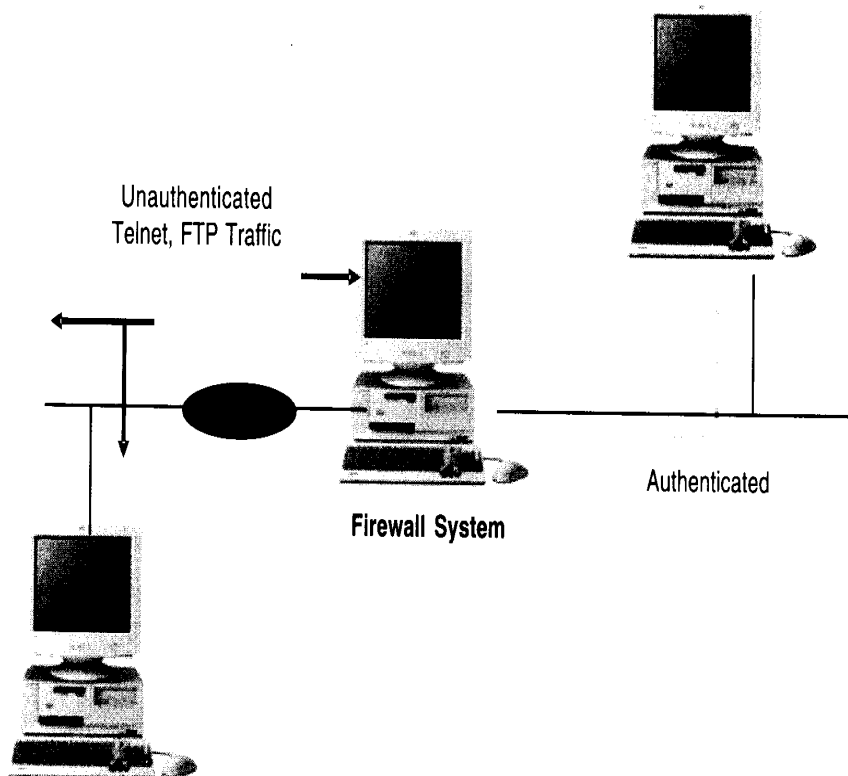 Unauthenticated
Telnet, FTP Traffic
Firewall System
Authenticated